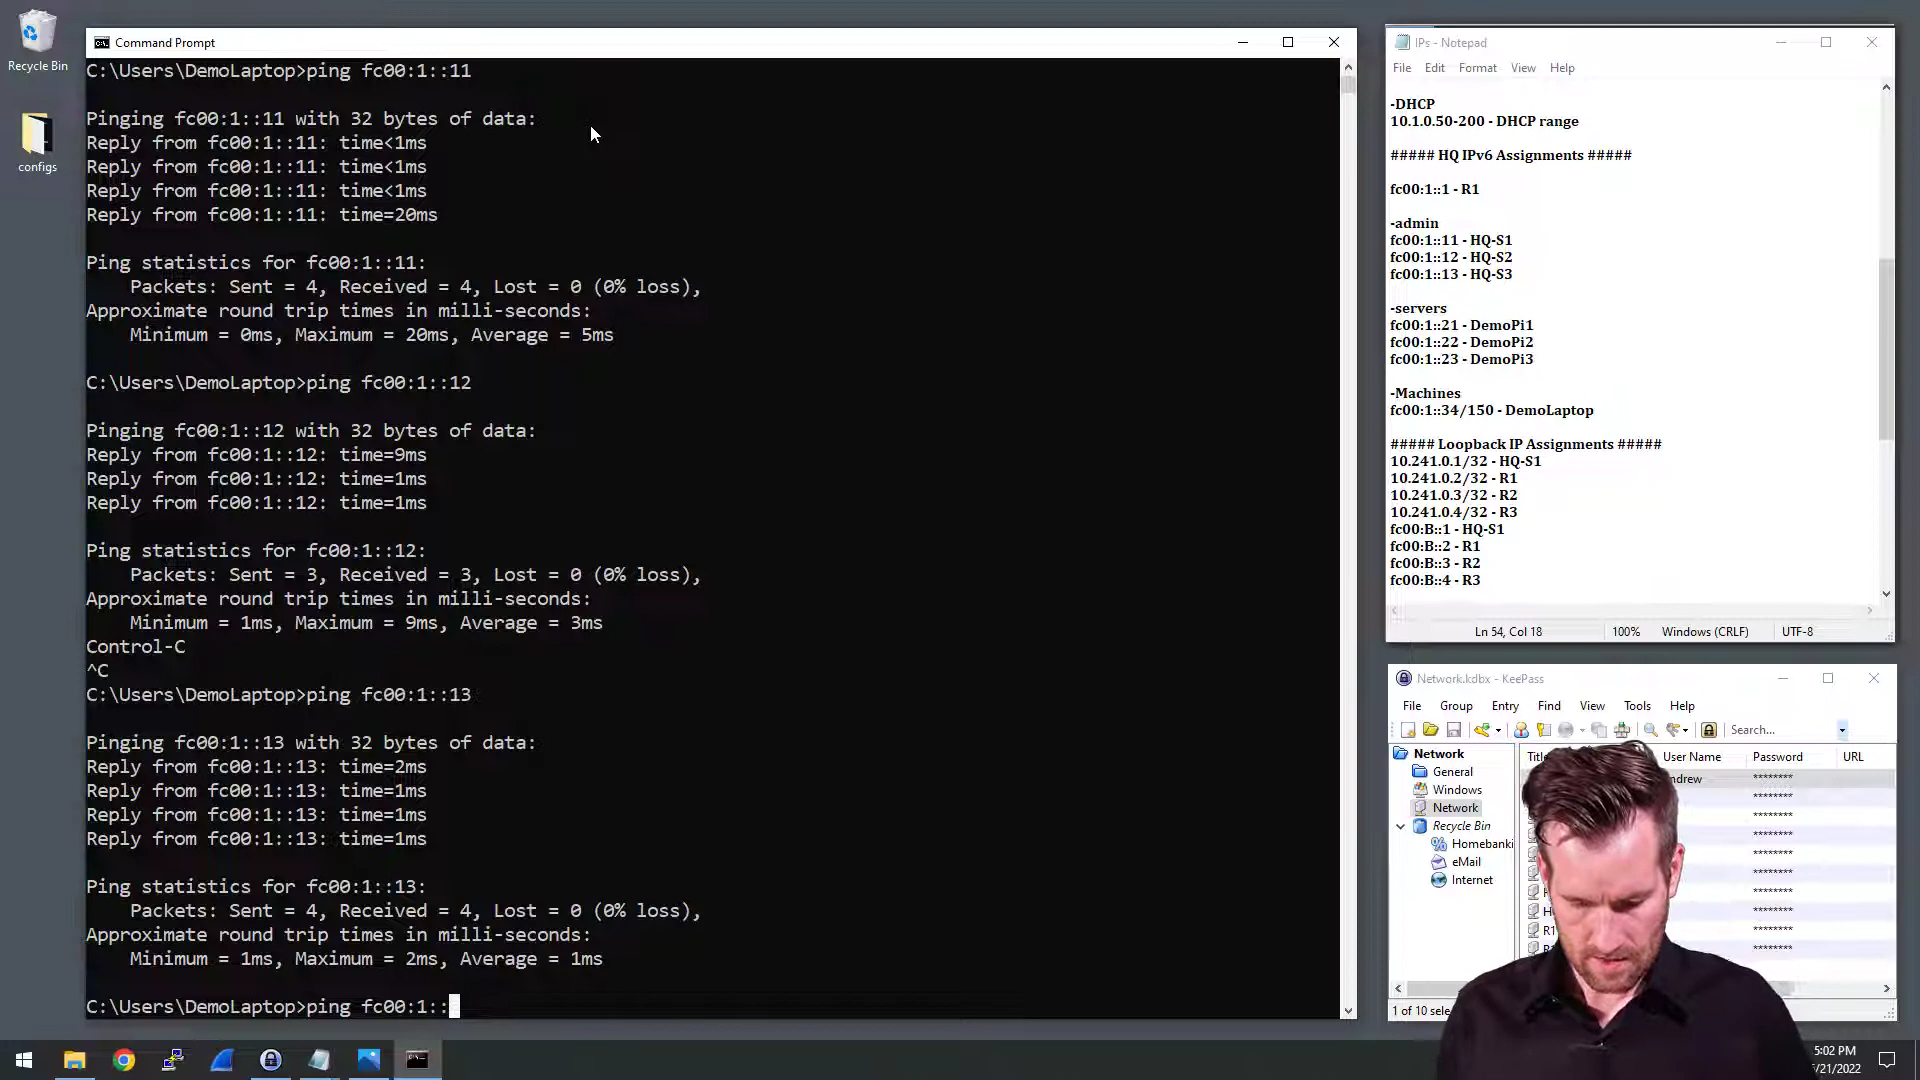 Recycle Bin
configs
Command Prompt
C:\Users\DemoLaptop>ping fc00:1::11
Pinging fc00:1::11 with 32 bytes of data:
Reply from fc00:1::11: time<1ms
Reply from fc00:1::11: time<1ms
Reply from fc00:1::11: time<1ms
Reply from fc00:1::11: time=20ms
Ping statistics for fc00:1::11:
Packets: Sent = 4, Received = 4, Lost = 0 (0% loss),
Approximate round trip times in milli-seconds:
Minimum = 0ms, Maximum = 20ms, Average = 5ms
C:\Users\DemoLaptop>ping fc00:1::12
Pinging fc00:1::12 with 32 bytes of data:
Reply from fc00:1::12: time=9ms
Reply from fc00:1::12: time=1ms
Reply from fc00:1::12: time=1ms
Ping statistics for fc00:1::12:
Packets: Sent = 3, Received = 3, Lost = 0 (0% loss),
Approximate round trip times in milli-seconds:
Minimum = 1ms, Maximum = 9ms, Average = 3ms
Control-C
^C
C:\Users\DemoLaptop>ping fc00:1::13
Pinging fc00:1::13 with 32 bytes of data:
Reply from fc00:1::13: time=2ms
Reply from fc00:1::13: time=1ms
Reply from fc00:1::13: time=1ms
Reply from fc00:1::13: time=1ms
Ping statistics for fc00:1::13:
Packets: Sent = 4, Received = 4, Lost = 0 (0% loss),
Approximate round trip times in milli-seconds:
Minimum = 1ms, Maximum = 2ms, Average = 1ms
C:\Users\DemoLaptop>ping fc00:1::
IPs - Notepad
File Edit Format View Help
-DHCP
10.1.0.50-200 - DHCP range
##### HQ IPv6 Assignments #####
fc00:1::1 - R1
-admin
fc00:1::11 - HQ-S1
fc00:1::12 - HQ-S2
fc00:1::13 - HQ-S3
-servers
fc00:1::21 - DemoPi1
fc00:1::22 - DemoPi2
fc00:1::23 - DemoPi3
-Machines
fc00:1::34/150 - DemoLaptop
##### Loopback IP Assignments #####
10.241.0.1/32 - HQ-S1
10.241.0.2/32 - R1
10.241.0.3/32 - R2
10.241.0.4/32 - R3
fc00:B::1 - HQ-S1
fc00:B::2 - R1
fc00:B::3 - R2
fc00:B::4 - R3
Ln 54, Col 18 100% Windows (CRLF) UTF-8
Network.kdbx - KeePass
File Group Entry Find View Tools Help
Search...
Network
General
Windows
Network
Recycle Bin
Homebanki
eMail
Internet
Title User Name Password URL
ndrew ********
********
********
********
********
********
********
********
********
********
1 of 10 sele
5:02 PM
/21/2022